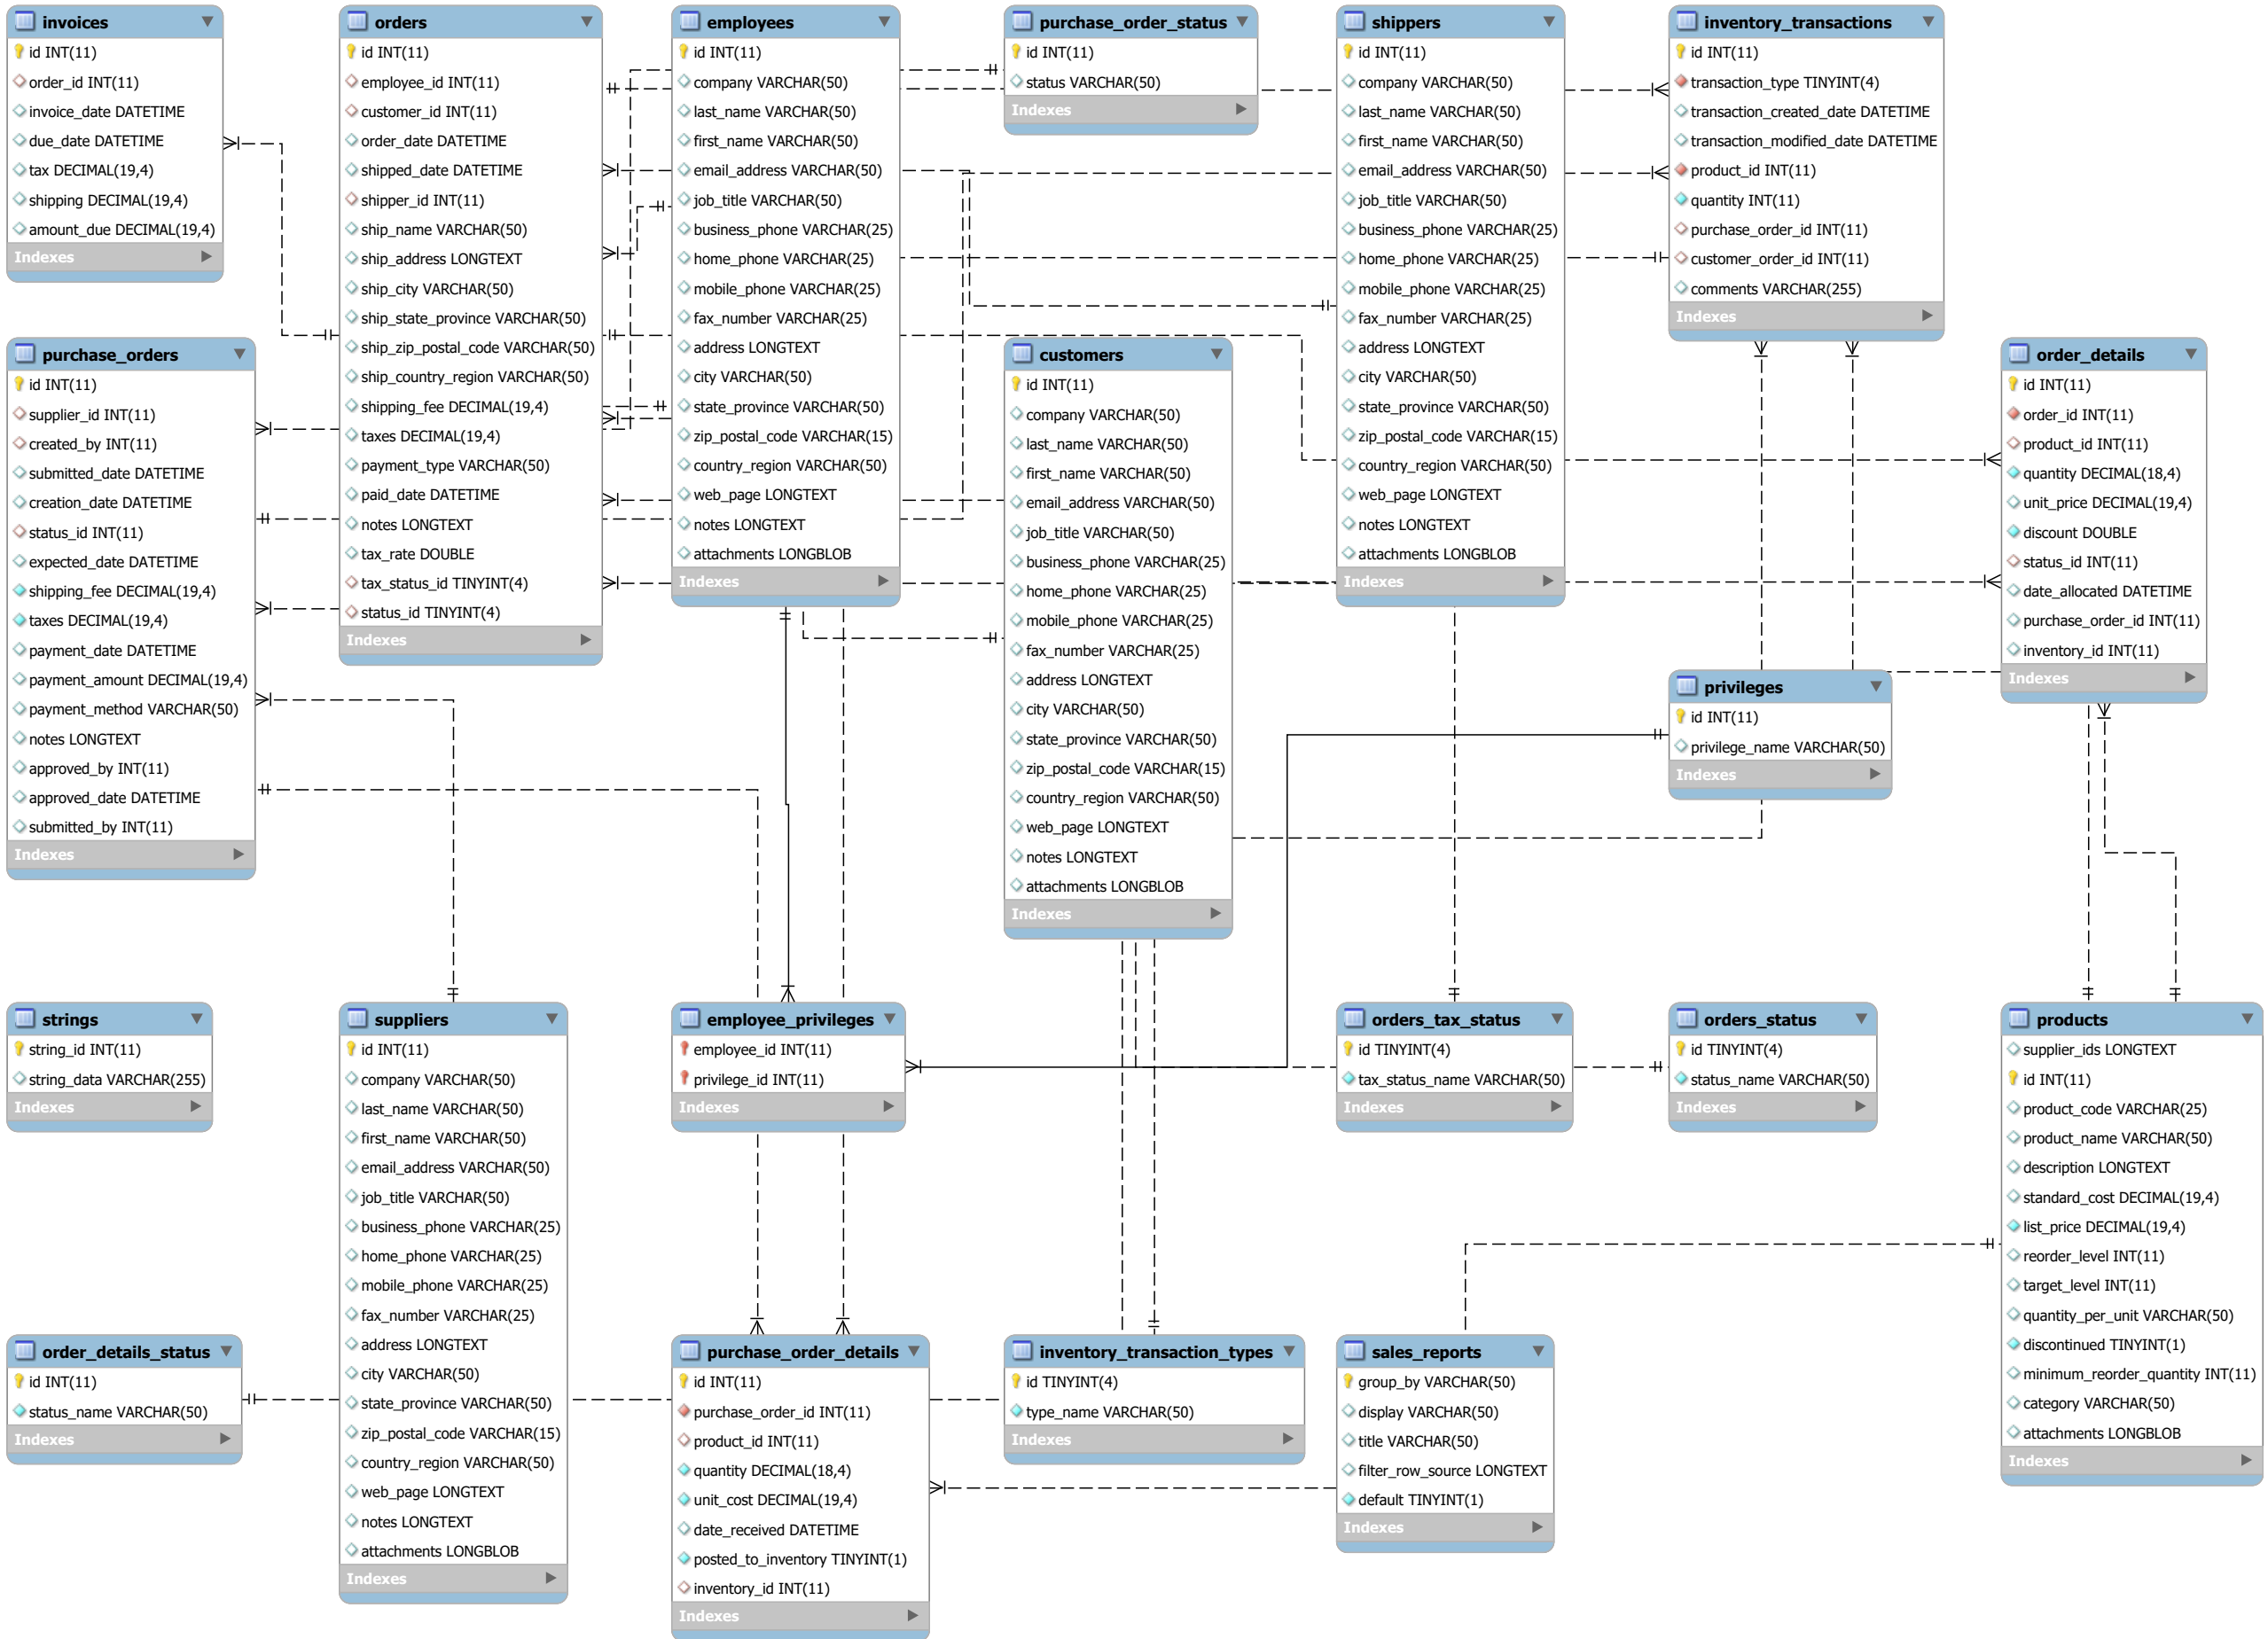 invoices
id INT(11)
order_id INT(11)
invoice_date DATETIME
due_date DATETIME
tax DECIMAL(19,4)
shipping DECIMAL(19,4)
amount_due DECIMAL(19,4)
Indexes
orders
id INT(11)
employee_id INT(11)
customer_id INT(11)
order_date DATETIME
shipped_date DATETIME
shipper_id INT(11)
ship_name VARCHAR(50)
ship_address LONGTEXT
ship_city VARCHAR(50)
ship_state_province VARCHAR(50)
ship_zip_postal_code VARCHAR(50)
ship_country_region VARCHAR(50)
shipping_fee DECIMAL(19,4)
taxes DECIMAL(19,4)
payment_type VARCHAR(50)
paid_date DATETIME
notes LONGTEXT
tax_rate DOUBLE
tax_status_id TINYINT(4)
status_id TINYINT(4)
Indexes
employees
id INT(11)
company VARCHAR(50)
last_name VARCHAR(50)
first_name VARCHAR(50)
email_address VARCHAR(50)
job_title VARCHAR(50)
business_phone VARCHAR(25)
home_phone VARCHAR(25)
mobile_phone VARCHAR(25)
fax_number VARCHAR(25)
address LONGTEXT
city VARCHAR(50)
state_province VARCHAR(50)
zip_postal_code VARCHAR(15)
country_region VARCHAR(50)
web_page LONGTEXT
notes LONGTEXT
attachments LONGBLOB
Indexes
purchase_order_status
id INT(11)
status VARCHAR(50)
Indexes
shippers
id INT(11)
company VARCHAR(50)
last_name VARCHAR(50)
first_name VARCHAR(50)
email_address VARCHAR(50)
job_title VARCHAR(50)
business_phone VARCHAR(25)
home_phone VARCHAR(25)
mobile_phone VARCHAR(25)
fax_number VARCHAR(25)
address LONGTEXT
city VARCHAR(50)
state_province VARCHAR(50)
zip_postal_code VARCHAR(15)
country_region VARCHAR(50)
web_page LONGTEXT
notes LONGTEXT
attachments LONGBLOB
Indexes
inventory_transactions
id INT(11)
transaction_type TINYINT(4)
transaction_created_date DATETIME
transaction_modified_date DATETIME
product_id INT(11)
quantity INT(11)
purchase_order_id INT(11)
customer_order_id INT(11)
comments VARCHAR(255)
Indexes
purchase_orders
id INT(11)
supplier_id INT(11)
created_by INT(11)
submitted_date DATETIME
creation_date DATETIME
status_id INT(11)
expected_date DATETIME
shipping_fee DECIMAL(19,4)
taxes DECIMAL(19,4)
payment_date DATETIME
payment_amount DECIMAL(19,4)
payment_method VARCHAR(50)
notes LONGTEXT
approved_by INT(11)
approved_date DATETIME
submitted_by INT(11)
Indexes
customers
id INT(11)
company VARCHAR(50)
last_name VARCHAR(50)
first_name VARCHAR(50)
email_address VARCHAR(50)
job_title VARCHAR(50)
business_phone VARCHAR(25)
home_phone VARCHAR(25)
mobile_phone VARCHAR(25)
fax_number VARCHAR(25)
address LONGTEXT
city VARCHAR(50)
state_province VARCHAR(50)
zip_postal_code VARCHAR(15)
country_region VARCHAR(50)
web_page LONGTEXT
notes LONGTEXT
attachments LONGBLOB
Indexes
order_details
id INT(11)
order_id INT(11)
product_id INT(11)
quantity DECIMAL(18,4)
unit_price DECIMAL(19,4)
discount DOUBLE
status_id INT(11)
date_allocated DATETIME
purchase_order_id INT(11)
inventory_id INT(11)
Indexes
privileges
id INT(11)
privilege_name VARCHAR(50)
Indexes
strings
string_id INT(11)
string_data VARCHAR(255)
Indexes
suppliers
id INT(11)
company VARCHAR(50)
last_name VARCHAR(50)
first_name VARCHAR(50)
email_address VARCHAR(50)
job_title VARCHAR(50)
business_phone VARCHAR(25)
home_phone VARCHAR(25)
mobile_phone VARCHAR(25)
fax_number VARCHAR(25)
address LONGTEXT
city VARCHAR(50)
state_province VARCHAR(50)
zip_postal_code VARCHAR(15)
country_region VARCHAR(50)
web_page LONGTEXT
notes LONGTEXT
attachments LONGBLOB
Indexes
employee_privileges
employee_id INT(11)
privilege_id INT(11)
Indexes
orders_tax_status
id TINYINT(4)
tax_status_name VARCHAR(50)
Indexes
orders_status
id TINYINT(4)
status_name VARCHAR(50)
Indexes
products
supplier_ids LONGTEXT
id INT(11)
product_code VARCHAR(25)
product_name VARCHAR(50)
description LONGTEXT
standard_cost DECIMAL(19,4)
list_price DECIMAL(19,4)
reorder_level INT(11)
target_level INT(11)
quantity_per_unit VARCHAR(50)
discontinued TINYINT(1)
minimum_reorder_quantity INT(11)
category VARCHAR(50)
attachments LONGBLOB
Indexes
order_details_status
id INT(11)
status_name VARCHAR(50)
Indexes
purchase_order_details
id INT(11)
purchase_order_id INT(11)
product_id INT(11)
quantity DECIMAL(18,4)
unit_cost DECIMAL(19,4)
date_received DATETIME
posted_to_inventory TINYINT(1)
inventory_id INT(11)
Indexes
inventory_transaction_types
id TINYINT(4)
type_name VARCHAR(50)
Indexes
sales_reports
group_by VARCHAR(50)
display VARCHAR(50)
title VARCHAR(50)
filter_row_source LONGTEXT
default TINYINT(1)
Indexes